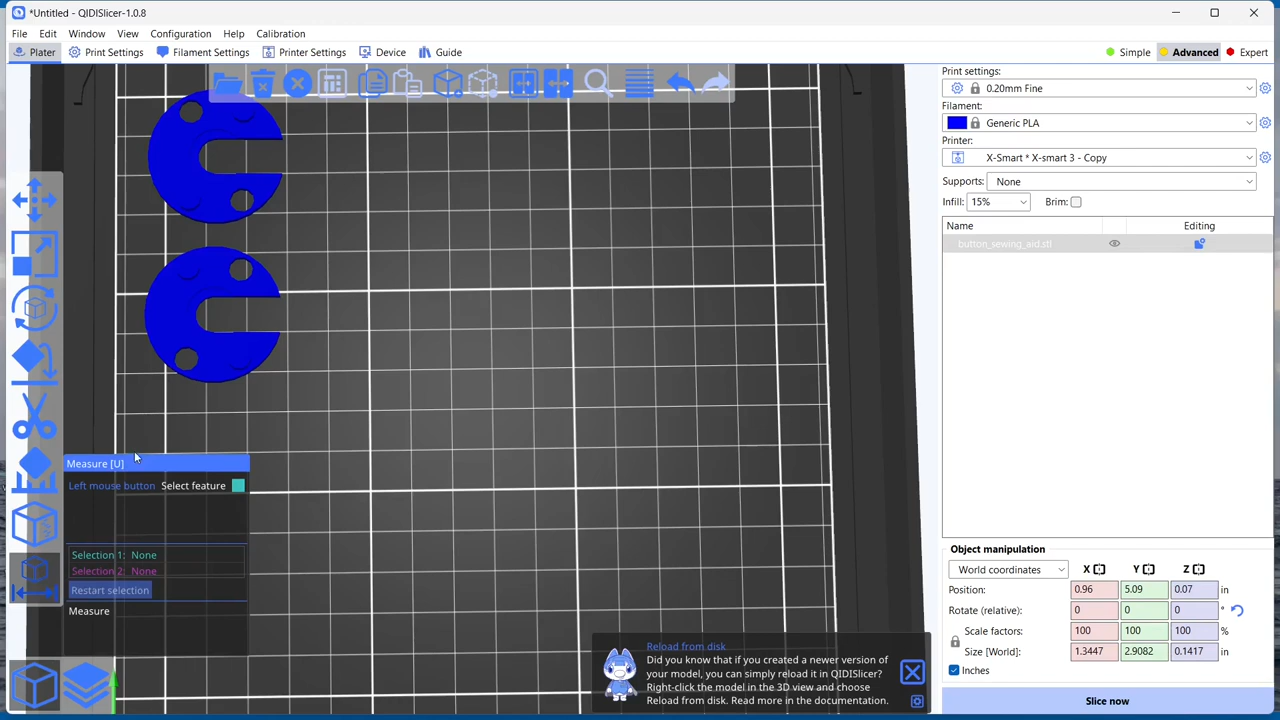 *Untitled - QIDISlicer-1.0.8
File Edit Window View Configuration Help Calibration
Plater Print Settings Filament Settings Printer Settings Device Guide
Simple Advanced Expert
Print settings:
0.20mm Fine
Filament:
Generic PLA
Printer:
X-Smart * X-smart 3 - Copy
Supports: None
Infill: 15% Brim:
Name Editing
button_sewing_aid.stl
Measure [U]
Left mouse button Select feature
Selection 1: None
Selection 2: None
Restart selection
Measure
Reload from disk
Did you know that if you created a newer version of
your model, you can simply reload it in QIDISlicer?
Right-click the model in the 3D view and choose
Reload from disk. Read more in the documentation.
Object manipulation
World coordinates X Y Z
Position: 0.96 5.09 0.07 in
Rotate (relative): 0 0 0 °
Scale factors: 100 100 100 %
Size [World]: 1.3447 2.9082 0.1417 in
Inches
Slice now